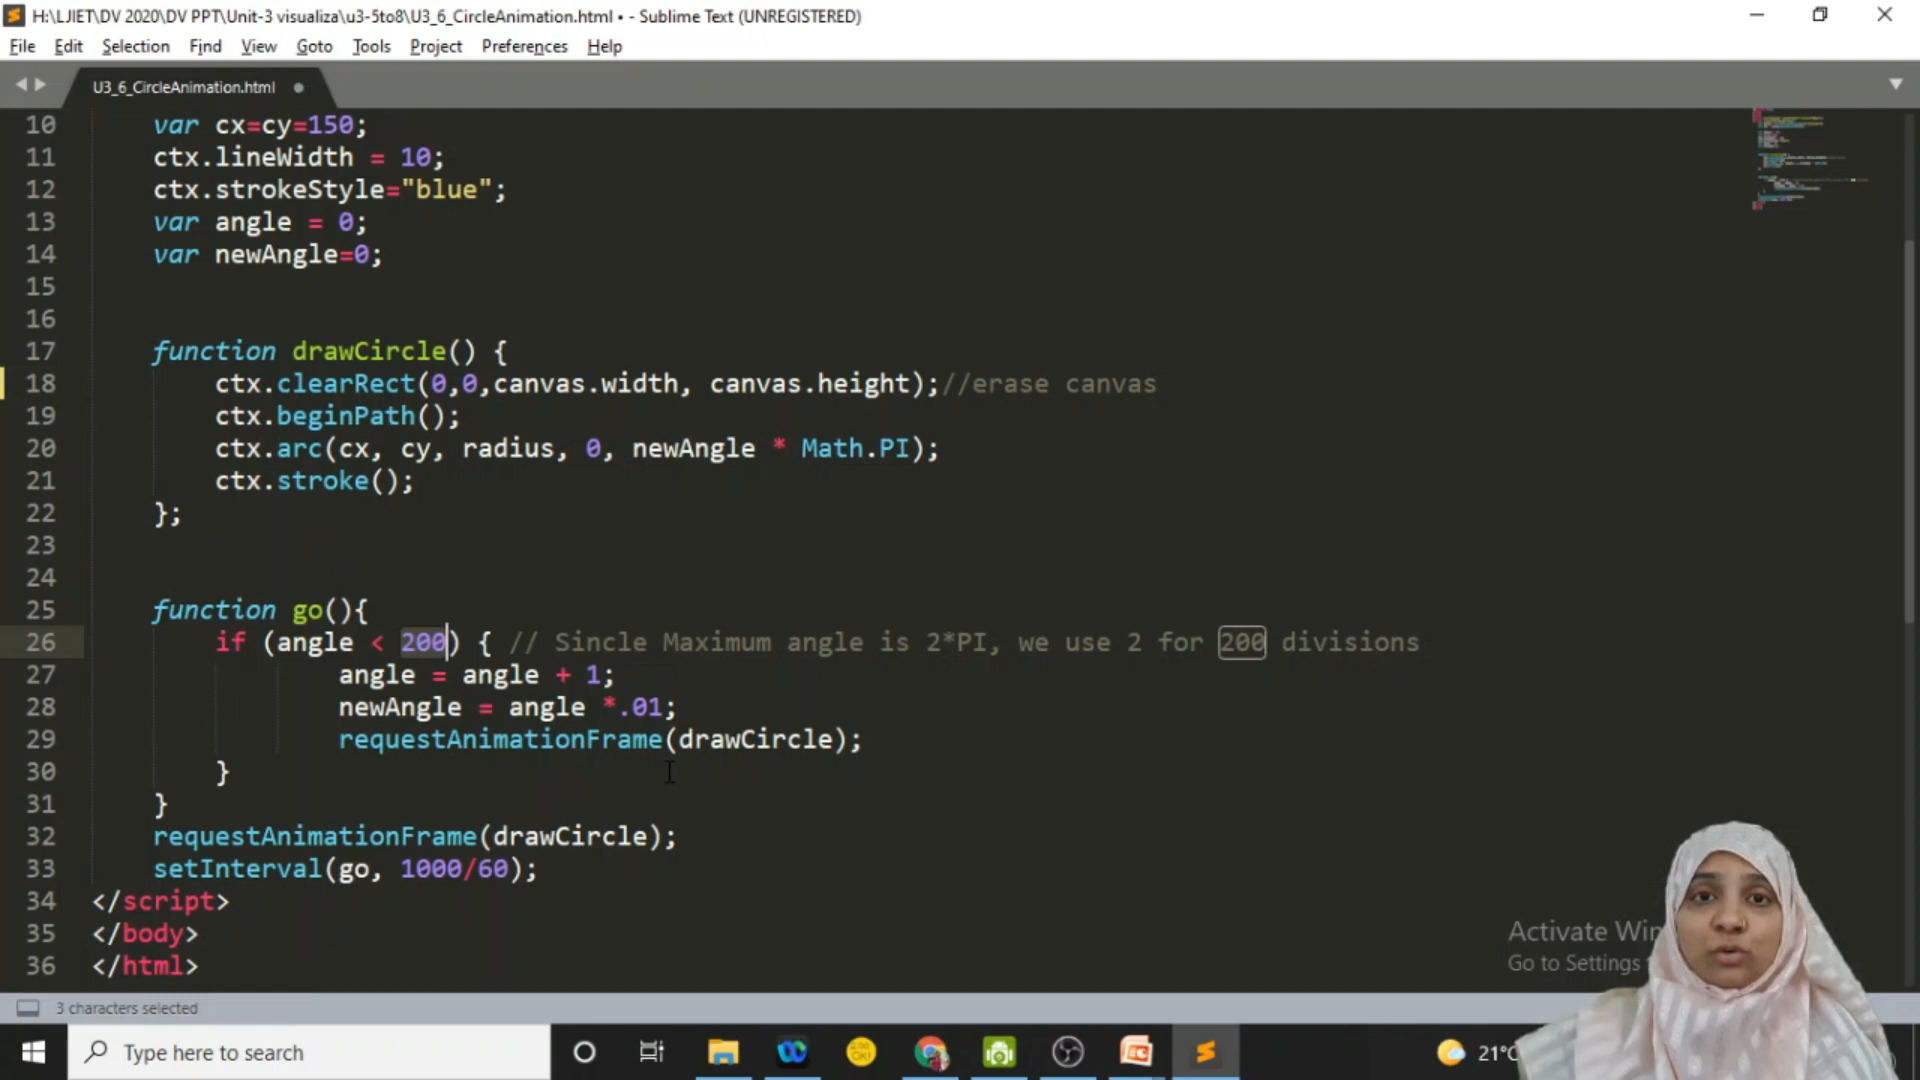 H:\LJIET\DV 2020\DV PPT\Unit-3 visualiza\u3-5to8\U3_6_CircleAnimation.html • - Sublime Text (UNREGISTERED)
File Edit Selection Find View Goto Tools Project Preferences Help
U3_6_CircleAnimation.html
10 var cx=cy=150;
11 ctx.lineWidth = 10;
12 ctx.strokeStyle="blue";
13 var angle = 0;
14 var newAngle=0;
15
16
17 function drawCircle() {
18 ctx.clearRect(0,0,canvas.width, canvas.height);//erase canvas
19 ctx.beginPath();
20 ctx.arc(cx, cy, radius, 0, newAngle * Math.PI);
21 ctx.stroke();
22 };
23
24
25 function go(){
26 if (angle < 200) { // Sincle Maximum angle is 2*PI, we use 2 for 200 divisions
27 angle = angle + 1;
28 newAngle = angle *.01;
29 requestAnimationFrame(drawCircle);
30 }
31 }
32 requestAnimationFrame(drawCircle);
33 setInterval(go, 1000/60);
34 </script>
35 </body>
36 </html>
Activate Win
Go to Settings
3 characters selected
Type here to search
21°C